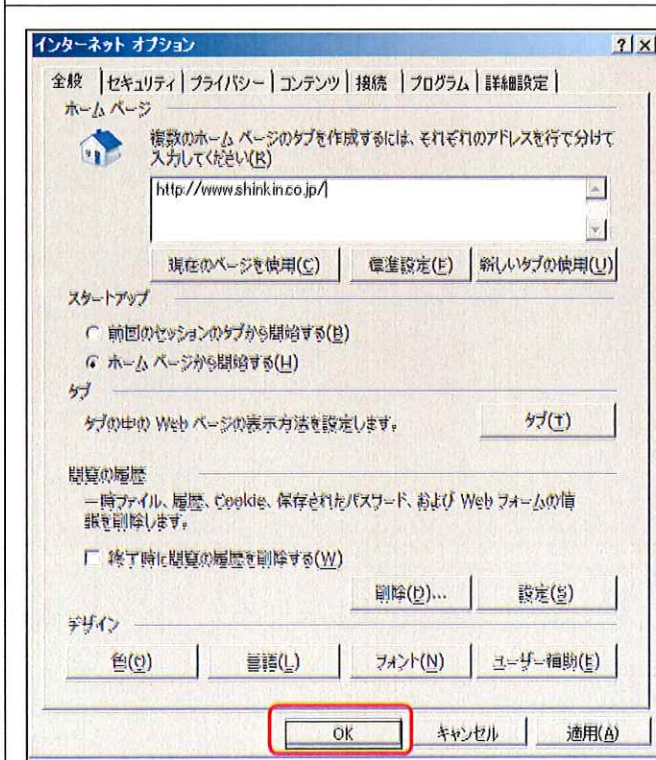 インターネット オプション
全般 セキュリティ プライバシー コンテンツ 接続 プログラム 詳細設定
ホーム ページ
複数のホーム ページのタブを作成するには、それぞれのアドレスを行で分けて
入力してください(R)
http://www.shinkin.co.jp/
現在のページを使用(C) 標準設定(F) 新しいタブの使用(U)
スタートアップ
前回のセッションのタブから開始する(B)
ホーム ページから開始する(H)
タブ
タブの中の Web ページの表示方法を設定します。 タブ(T)
閲覧の履歴
一時ファイル、履歴、Cookie、保存されたパスワード、および Web フォームの情
報を削除します。
終了時に閲覧の履歴を削除する(W)
削除(D)... 設定(S)
デザイン
色(O) 言語(L) フォント(N) ユーザー補助(E)
OK キャンセル 適用(A)